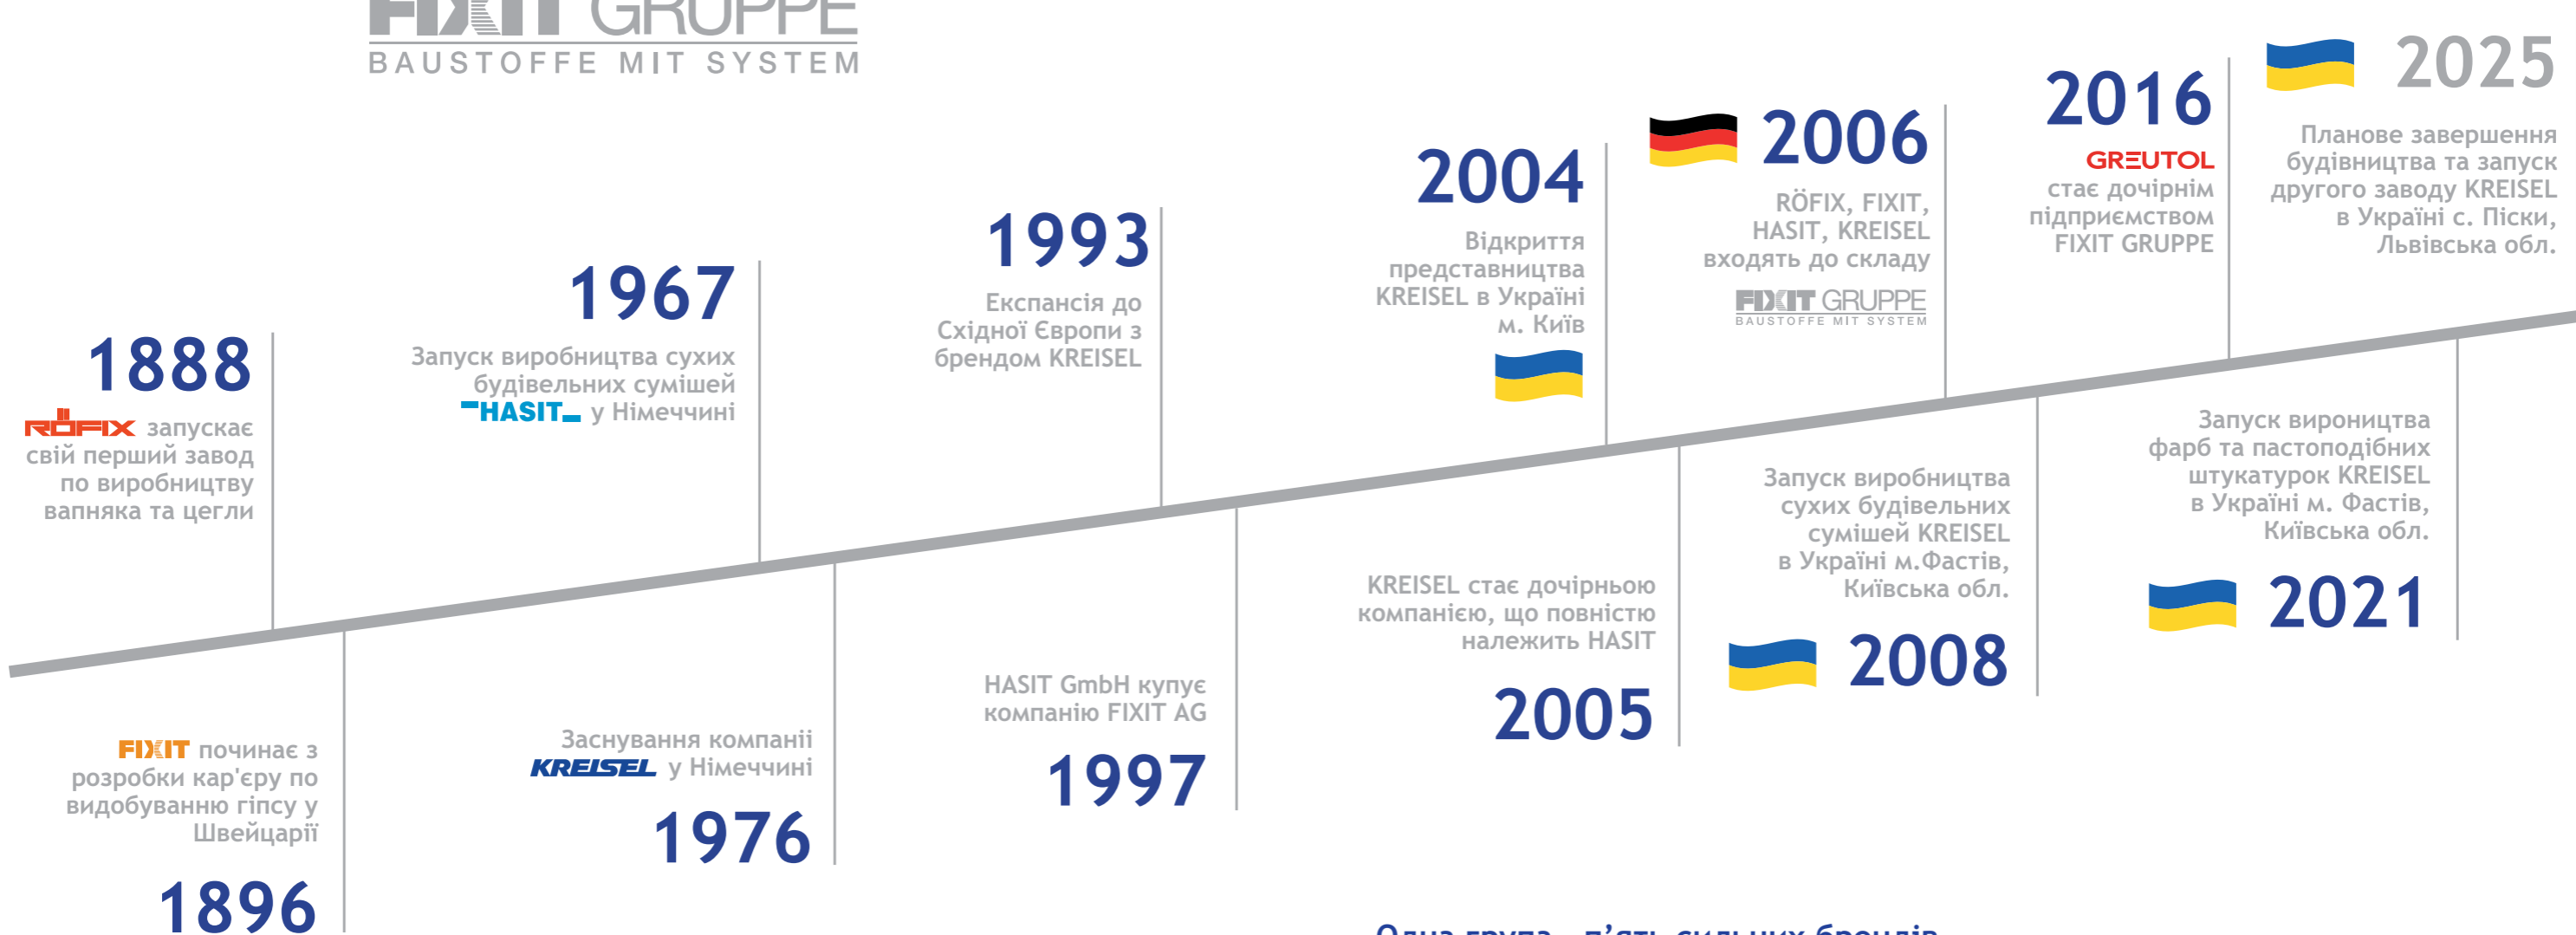 FIXIT GRUPPE
BAUSTOFFE MIT SYSTEM
1888
RÖFIX запускає
свій перший завод
по виробництву
вапняка та цегли
FIXIT починає з
розробки кар'єру по
видобуванню гіпсу у
Швейцарії
1896
1967
Запуск виробництва сухих
будівельних сумішей
HASIT у Німеччині
Заснування компаніі
KREISEL у Німеччині
1976
1993
Експансія до
Східної Європи з
брендом KREISEL
HASIT GmbH купує
компанію FIXIT AG
1997
2004
Відкриття
представництва
KREISEL в Україні
м. Київ
KREISEL стає дочірньою
компанією, що повністю
належить HASIT
2005
2006
RÖFIX, FIXIT,
HASIT, KREISEL
входять до складу
FIXIT GRUPPE
BAUSTOFFE MIT SYSTEM
Запуск виробництва
сухих будівельних
сумішей KREISEL
в Україні м.Фастів,
Київська обл.
2008
2016
GREUTOL
стає дочірнім
підприємством
FIXIT GRUPPE
Запуск вироництва
фарб та пастоподібних
штукатурок KREISEL
в Україні м. Фастів,
Київська обл.
2021
2025
Планове завершення
будівництва та запуск
другого заводу KREISEL
в Україні с. Піски,
Львівська обл.
Одна група - п’ять сильних брендів